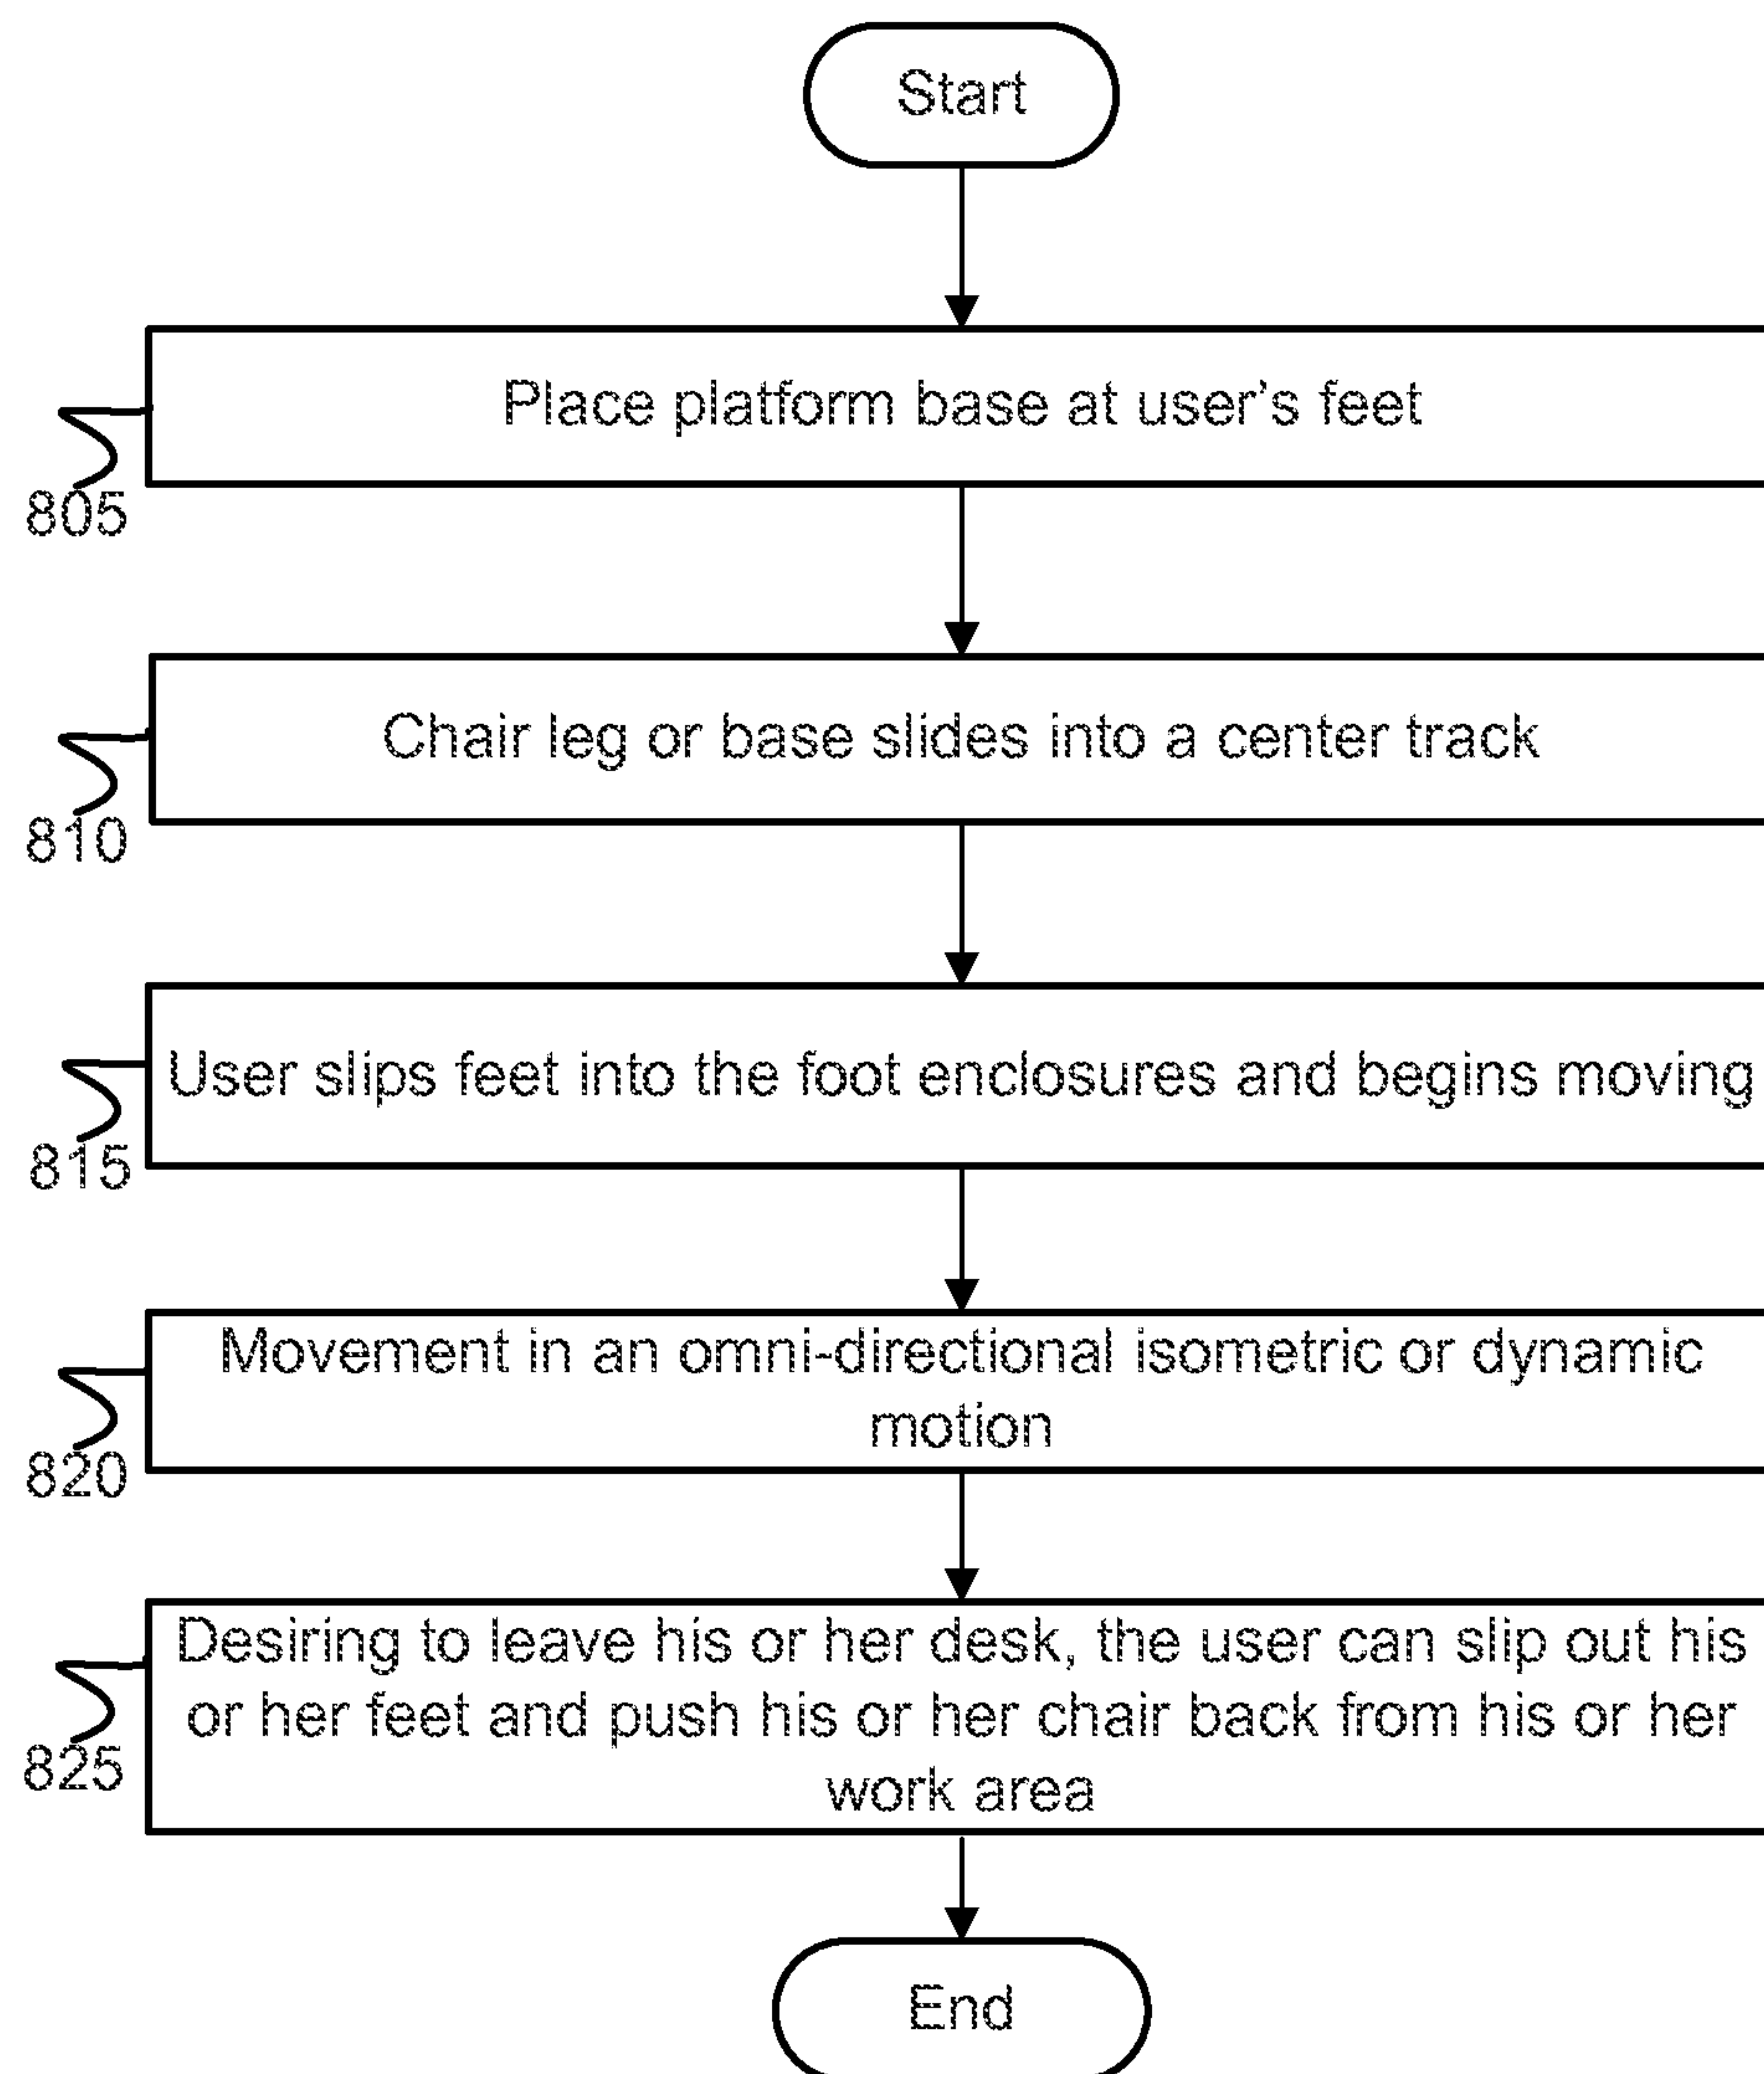 Start
Place platform base at user's feet
805
Chair leg or base slides into a center track
810
User slips feet into the foot enclosures and begins moving
815
Movement in an omni-directional isometric or dynamic
motion
820
Desiring to leave his or her desk, the user can slip out his
or her feet and push his or her chair back from his or her
work area
825
End